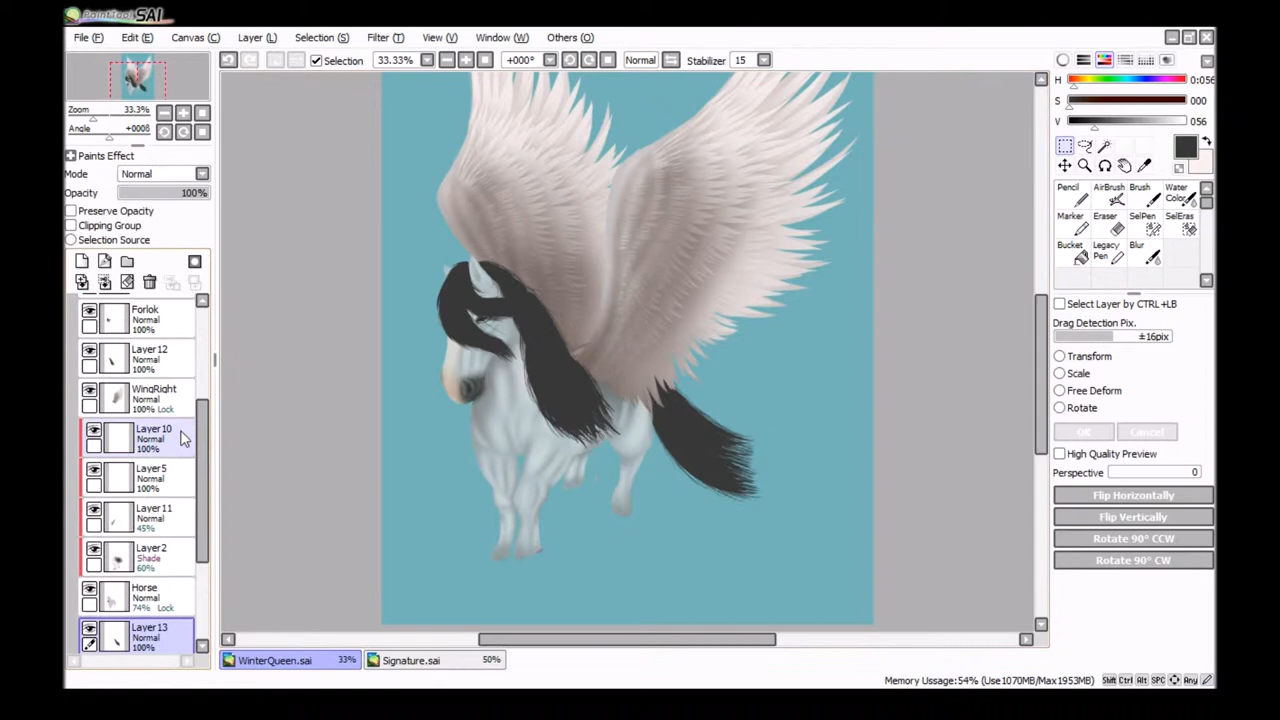 PaintTool SAI
File (F) Edit (E) Canvas (C) Layer (L) Selection (S) Filter (T) View (V) Window (W) Others (O)
Selection 33.33% +000° Normal Stabilizer 15
Zoom 33.3%
Angle +000ß
Paints Effect
Mode Normal
Opacity 100%
Preserve Opacity
Clipping Group
Selection Source
Forlok
Normal
100%
Layer12
Normal
100%
WingRight
Normal
100% Lock
Layer10
Normal
100%
Layer5
Normal
100%
Layer11
Normal
45%
Layer2
Shade
60%
Horse
Normal
74% Lock
Layer13
Normal
100%
H 0:056
S 000
V 056
Pencil AirBrush Brush Water Color
Marker Eraser SelPen SelEras
Bucket Legacy Pen Blur
Select Layer by CTRL+LB
Drag Detection Pix.
±16pix
Transform
Scale
Free Deform
Rotate
OK Cancel
High Quality Preview
Perspective 0
Flip Horizontally
Flip Vertically
Rotate 90° CCW
Rotate 90° CW
WinterQueen.sai 33% Signature.sai 50%
Memory Ussage:54% (Use1070MB/Max1953MB) Shift Ctrl Alt SPC Any